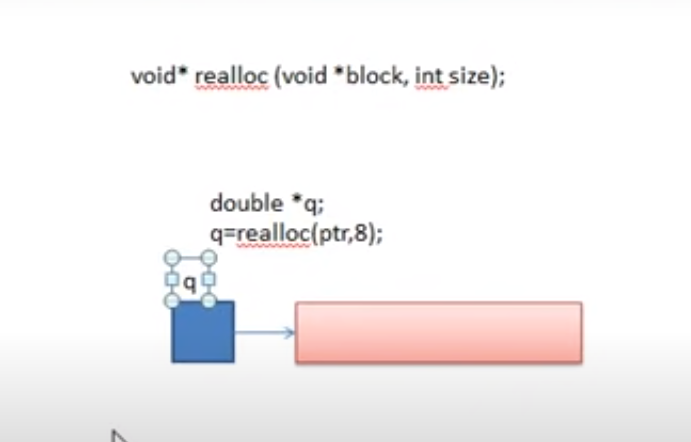 void* realloc (void *block, int size);
double *q;
q=realloc(ptr,8);
q